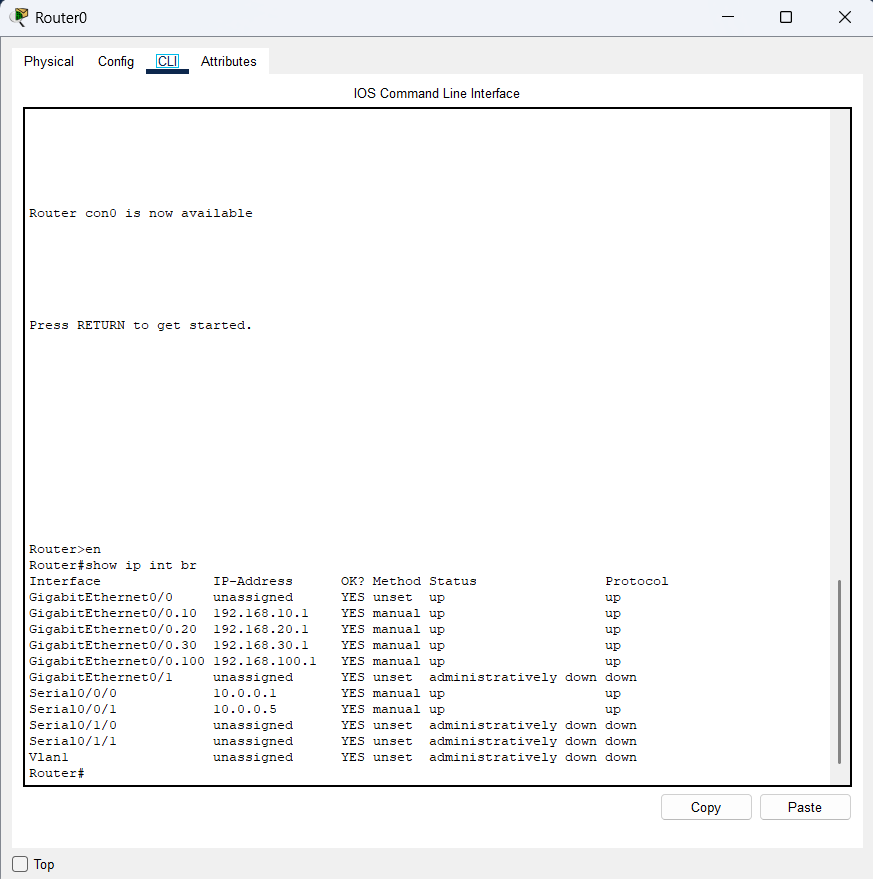 Router0
Physical Config CLI Attributes
IOS Command Line Interface
Router con0 is now available
Press RETURN to get started.
Router>en
Router#show ip int br
Interface              IP-Address      OK? Method Status                Protocol
GigabitEthernet0/0     unassigned      YES unset  up                    up
GigabitEthernet0/0.10  192.168.10.1    YES manual up                    up
GigabitEthernet0/0.20  192.168.20.1    YES manual up                    up
GigabitEthernet0/0.30  192.168.30.1    YES manual up                    up
GigabitEthernet0/0.100 192.168.100.1   YES manual up                    up
GigabitEthernet0/1     unassigned      YES unset  administratively down down
Serial0/0/0            10.0.0.1        YES manual up                    up
Serial0/0/1            10.0.0.5        YES manual up                    up
Serial0/1/0            unassigned      YES unset  administratively down down
Serial0/1/1            unassigned      YES unset  administratively down down
Vlan1                  unassigned      YES unset  administratively down down
Router#
Copy Paste
Top